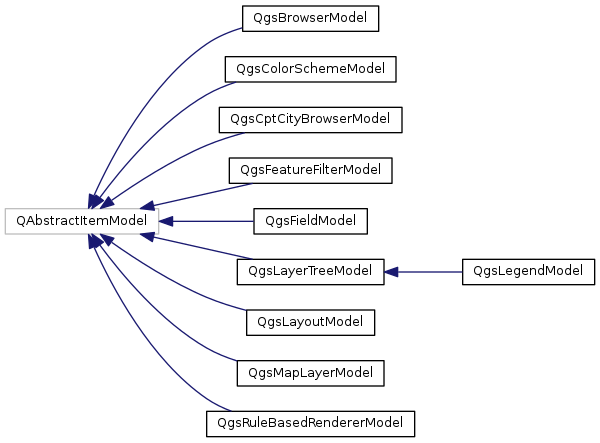 QgsBrowserModel
QgsColorSchemeModel
QgsCptCityBrowserModel
QgsFeatureFilterModel
QAbstractItemModel
QgsFieldModel
QgsLayerTreeModel
QgsLegendModel
QgsLayoutModel
QgsMapLayerModel
QgsRuleBasedRendererModel